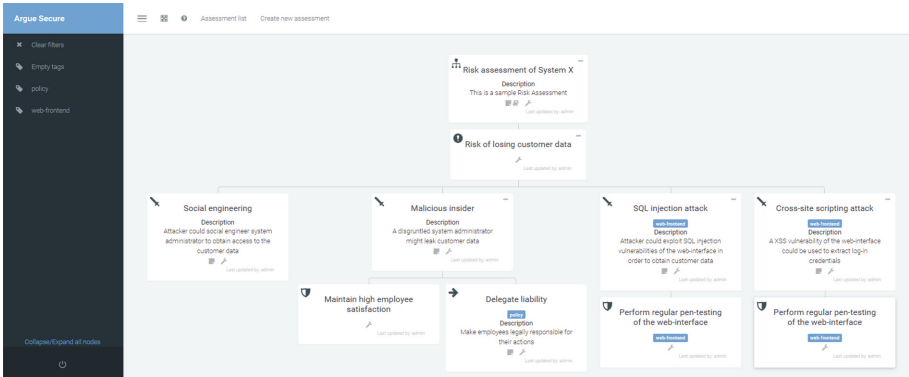 Argue Secure
Assessment list
Create new assessment
Clear filters
Empty tags
policy
web-frontend
Collapse/Expand all nodes
Risk assessment of System X
Description
This is a sample Risk Assessment
Last updated by admin
Risk of losing customer data
Last updated by admin
Social engineering
Description
Attacker could social engineer system
administrator to obtain access to the
customer data
Last updated by admin
Malicious insider
Description
A disgruntled system administrator
might leak customer data
Last updated by admin
SQL injection attack
web-frontend
Description
Attacker could exploit SQL injection
vulnerabilities of the web-interface in
order to obtain customer data
Last updated by admin
Cross-site scripting attack
web-frontend
Description
A XSS vulnerability of the web-interface
could be used to extract log-in
credentials
Last updated by admin
Maintain high employee
satisfaction
Last updated by admin
Delegate liability
policy
Description
Make employees legally responsible for
their actions
Last updated by admin
Perform regular pen-testing
of the web-interface
web-frontend
Last updated by admin
Perform regular pen-testing
of the web-interface
web-frontend
Last updated by admin